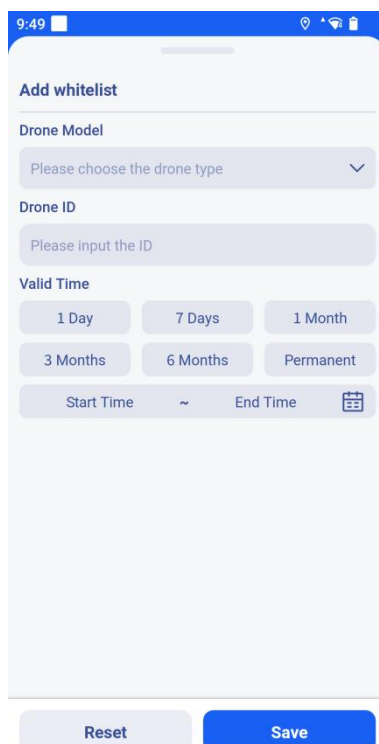 9:49
Add whitelist
Drone Model
Please choose the drone type
Drone ID
Please input the ID
Valid Time
1 Day 7 Days 1 Month
3 Months 6 Months Permanent
Start Time ~ End Time
Reset Save